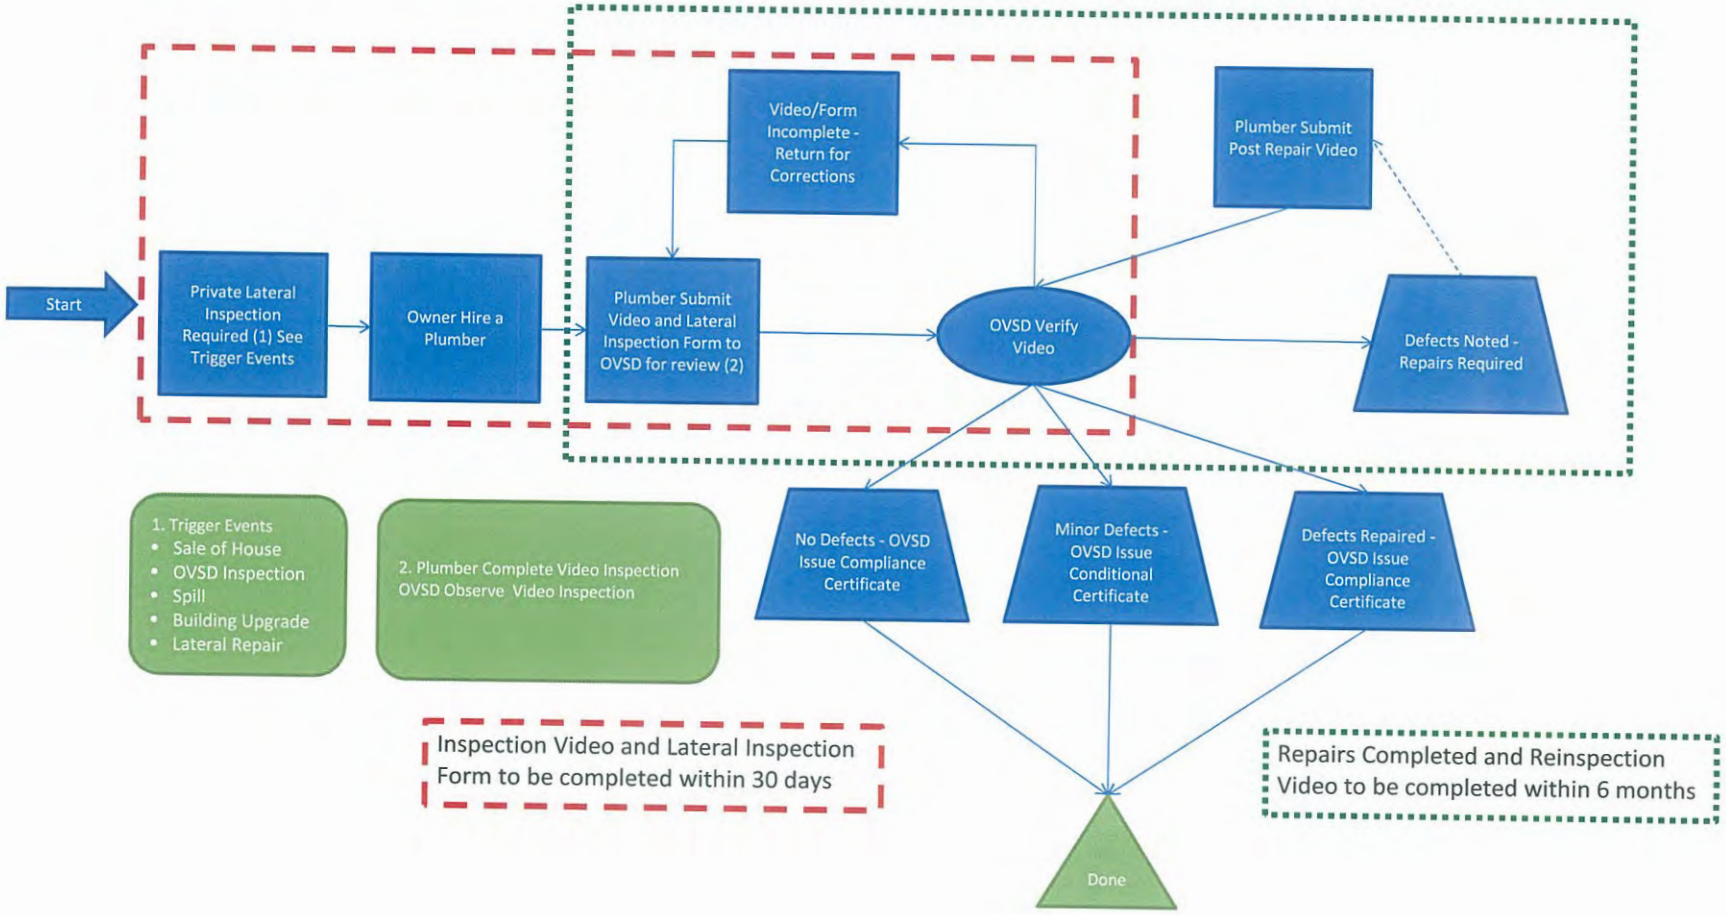 Video/Form
Incomplete -
Return for
Corrections
Plumber Submit
Post Repair Video
Start
Private Lateral
Inspection
Required (1) See
Trigger Events
Owner Hire a
Plumber
Plumber Submit
Video and Lateral
Inspection Form to
OVSD for review (2)
OVSD Verify
Video
Defects Noted -
Repairs Required
1. Trigger Events
• Sale of House
• OVSD Inspection
• Spill
• Building Upgrade
• Lateral Repair
2. Plumber Complete Video Inspection
OVSD Observe Video Inspection
No Defects - OVSD
Issue Compliance
Certificate
Minor Defects -
OVSD Issue
Conditional
Certificate
Defects Repaired -
OVSD Issue
Compliance
Certificate
Inspection Video and Lateral Inspection
Form to be completed within 30 days
Repairs Completed and Reinspection
Video to be completed within 6 months
Done